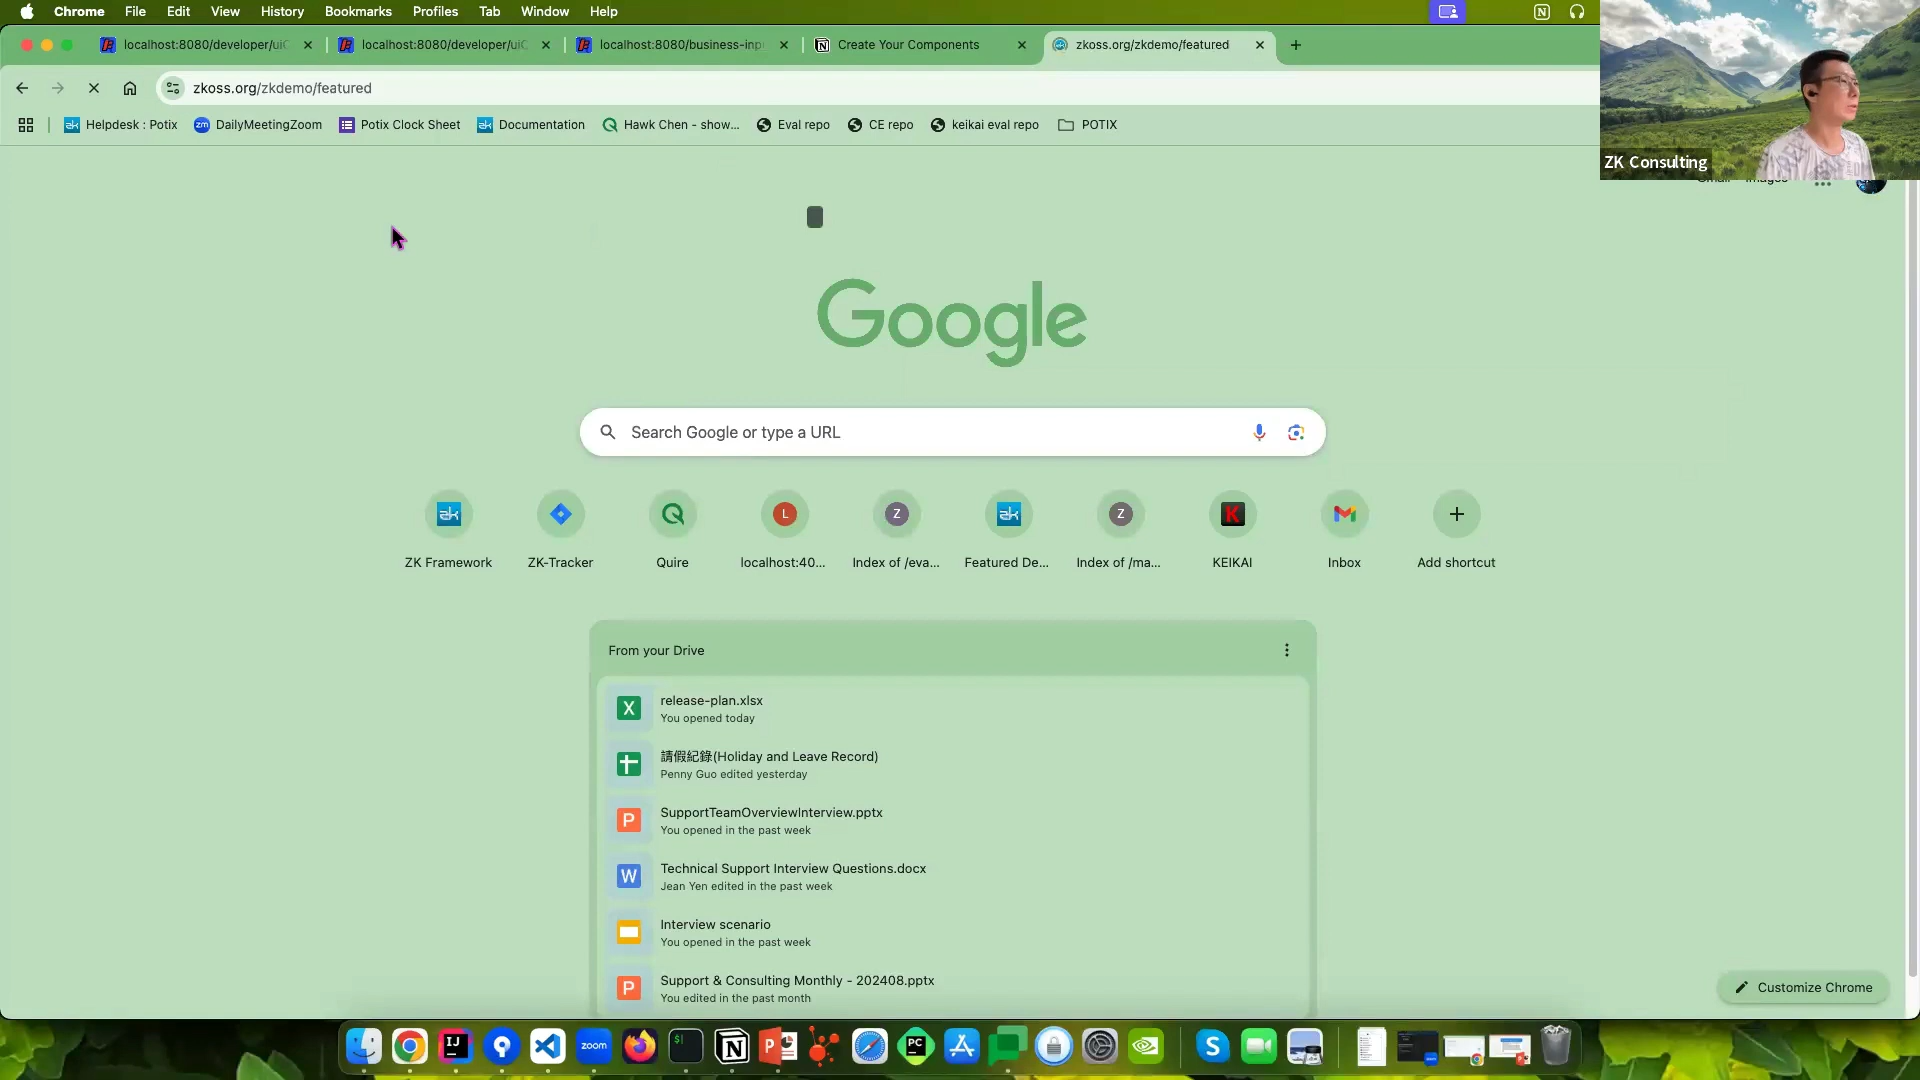 Chrome File Edit View History Bookmarks Profiles Tab Window Help
localhost:8080/developer/ui localhost:8080/developer/ui localhost:8080/business-inp Create Your Components zkoss.org/zkdemo/featured
zkoss.org/zkdemo/featured
Helpdesk : Potix DailyMeetingZoom Potix Clock Sheet Documentation Hawk Chen - show... Eval repo CE repo keikai eval repo POTIX
ZK Consulting
Google
Search Google or type a URL
ZK Framework ZK-Tracker Quire localhost:40... Index of /eva... Featured De... Index of /ma... KEIKAI Inbox Add shortcut
From your Drive
release-plan.xlsx
You opened today
請假紀錄(Holiday and Leave Record)
Penny Guo edited yesterday
SupportTeamOverviewInterview.pptx
You opened in the past week
Technical Support Interview Questions.docx
Jean Yen edited in the past week
Interview scenario
You opened in the past week
Support & Consulting Monthly - 202408.pptx
You edited in the past month
Customize Chrome